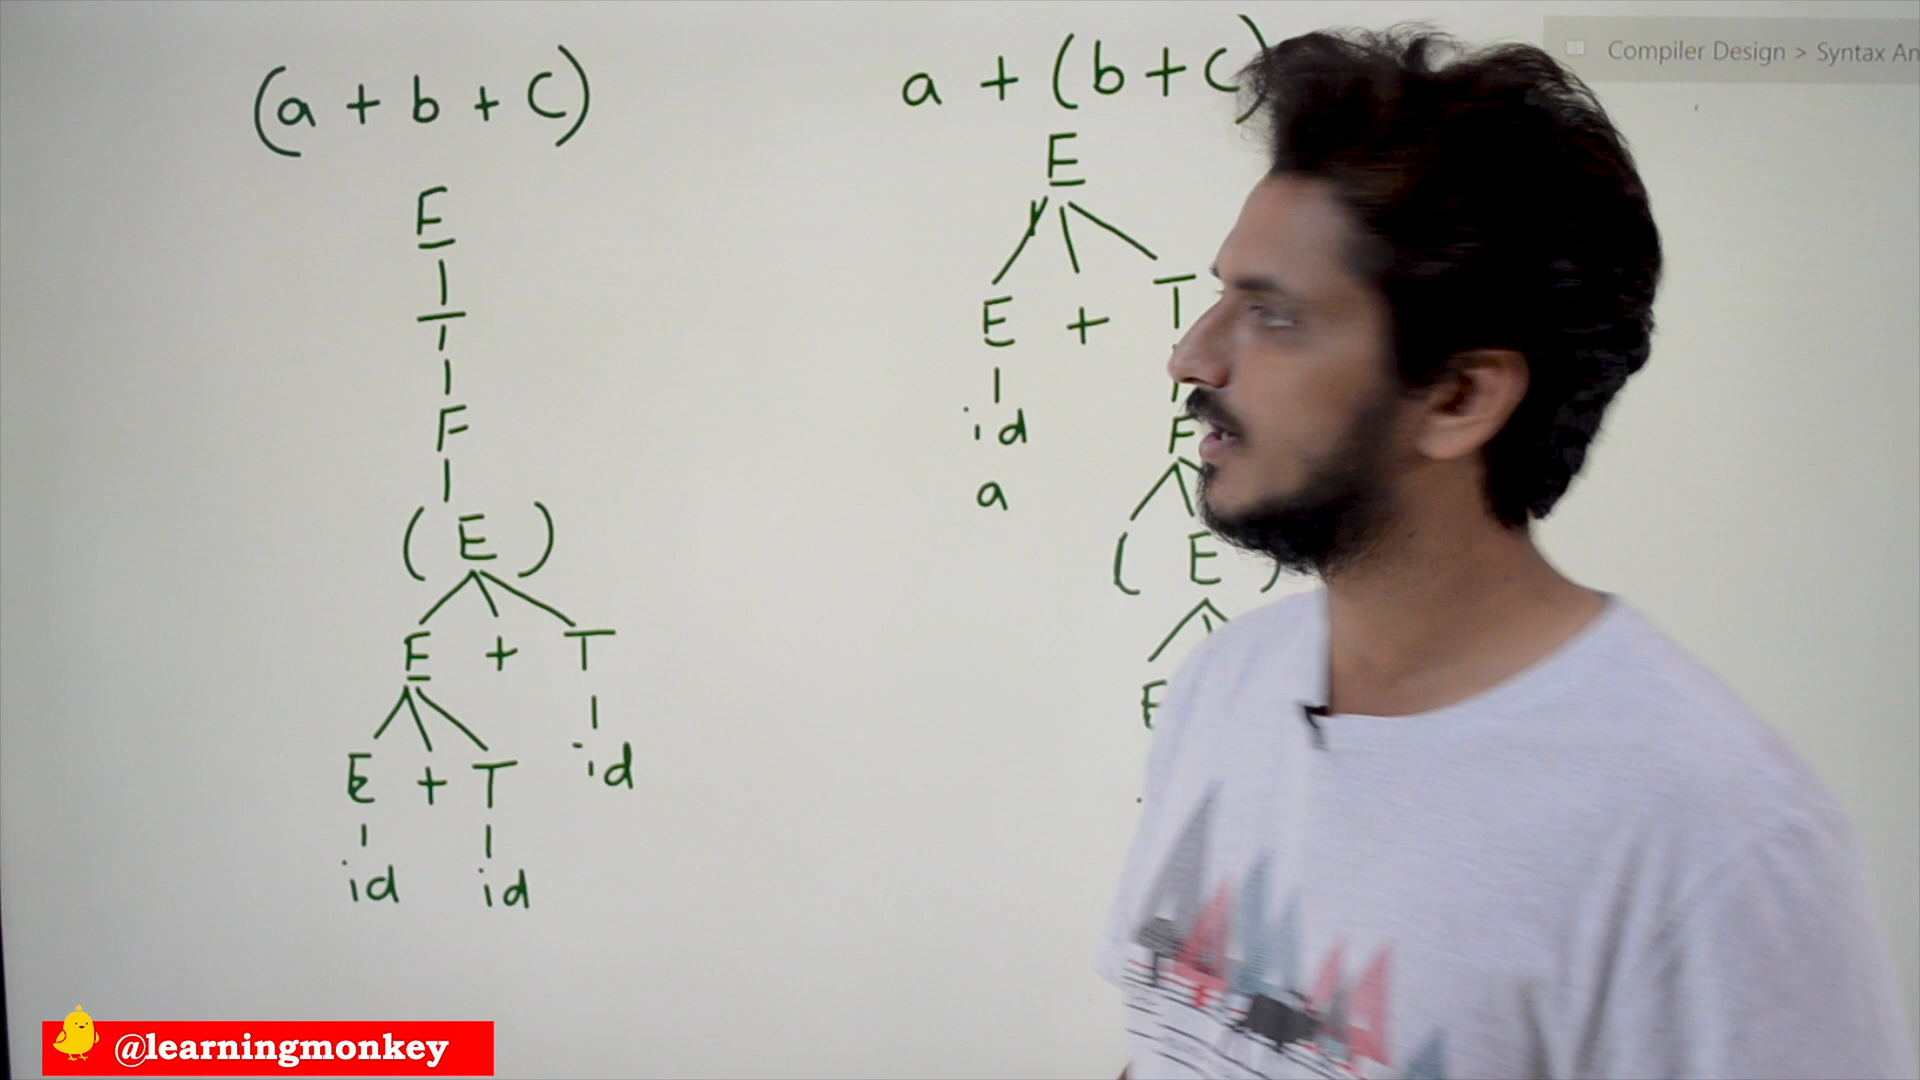 (a + b + c)
a + (b + c)
Compiler Design > Syntax An
E
T
F
( E )
E + T
E + T
id
id id
E
E + T
id
a
F
( E )
E
@learningmonkey